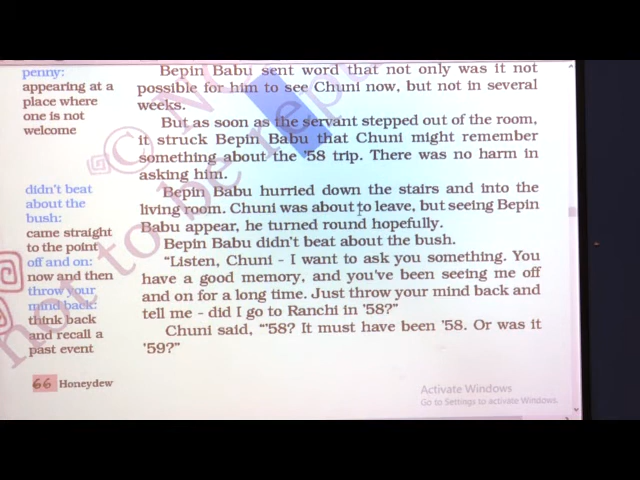 penny:
appearing at a
place where
one is not
welcome
didn't beat
about the
bush:
came straight
to the point
off and on:
now and then
throw your
mind back:
think back
and recall a
past event
Bepin Babu sent word that not only was it not
possible for him to see Chuni now, but not in several
weeks.
But as soon as the servant stepped out of the room,
it struck Bepin Babu that Chuni might remember
something about the '58 trip. There was no harm in
asking him.
Bepin Babu hurried down the stairs and into the
living room. Chuni was about to leave, but seeing Bepin
Babu appear, he turned round hopefully.
Bepin Babu didn't beat about the bush.
“Listen, Chuni - I want to ask you something. You
have a good memory, and you've been seeing me off
and on for a long time. Just throw your mind back and
tell me - did I go to Ranchi in '58?”
Chuni said, “'58? It must have been '58. Or was it
'59?”
66 Honeydew
Activate Windows
Go to Settings to activate Windows.
© N
not to be rep